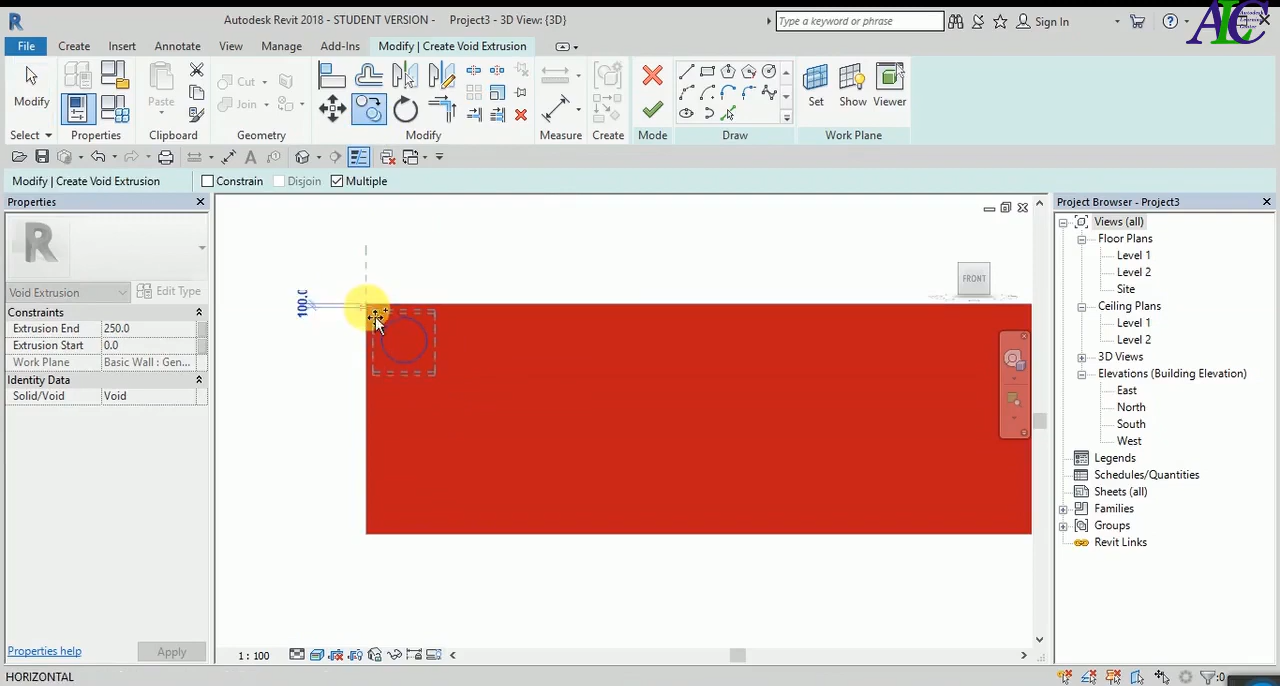 Autodesk Revit 2018 - STUDENT VERSION - Project3 - 3D View: {3D}
Type a keyword or phrase
Sign In
ALC
File Create Insert Annotate View Manage Add-Ins Modify | Create Void Extrusion
Modify
Paste
Cut
Join
Set Show Viewer
Select Properties Clipboard Geometry Modify Measure Create Mode Draw Work Plane
Modify | Create Void Extrusion Constrain Disjoin Multiple
Properties
Void Extrusion Edit Type
Constraints
Extrusion End 250.0
Extrusion Start 0.0
Work Plane Basic Wall : Gen...
Identity Data
Solid/Void Void
Properties help Apply
100.0
FRONT
1 : 100
Project Browser - Project3
Views (all)
Floor Plans
Level 1
Level 2
Site
Ceiling Plans
Level 1
Level 2
3D Views
Elevations (Building Elevation)
East
North
South
West
Legends
Schedules/Quantities
Sheets (all)
Families
Groups
Revit Links
HORIZONTAL
:0